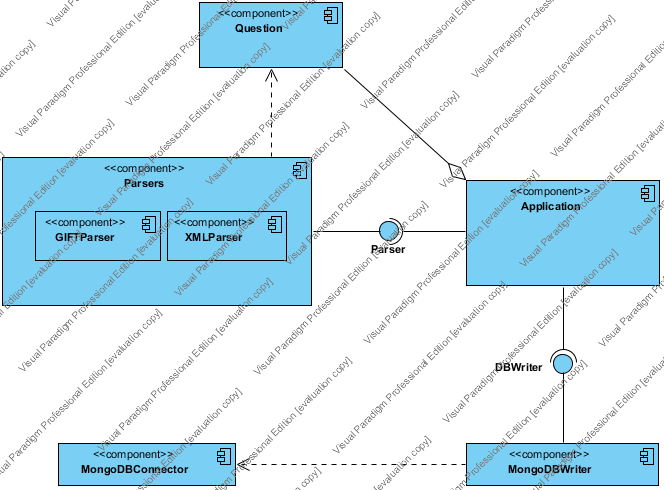 <<component>>
Question
<<component>>
Parsers
<<component>>
GIFTParser
<<component>>
XMLParser
<<component>>
Application
Parser
DBWriter
<<component>>
MongoDBConnector
<<component>>
MongoDBWriter
Visual Paradigm Professional Edition [evaluation copy]